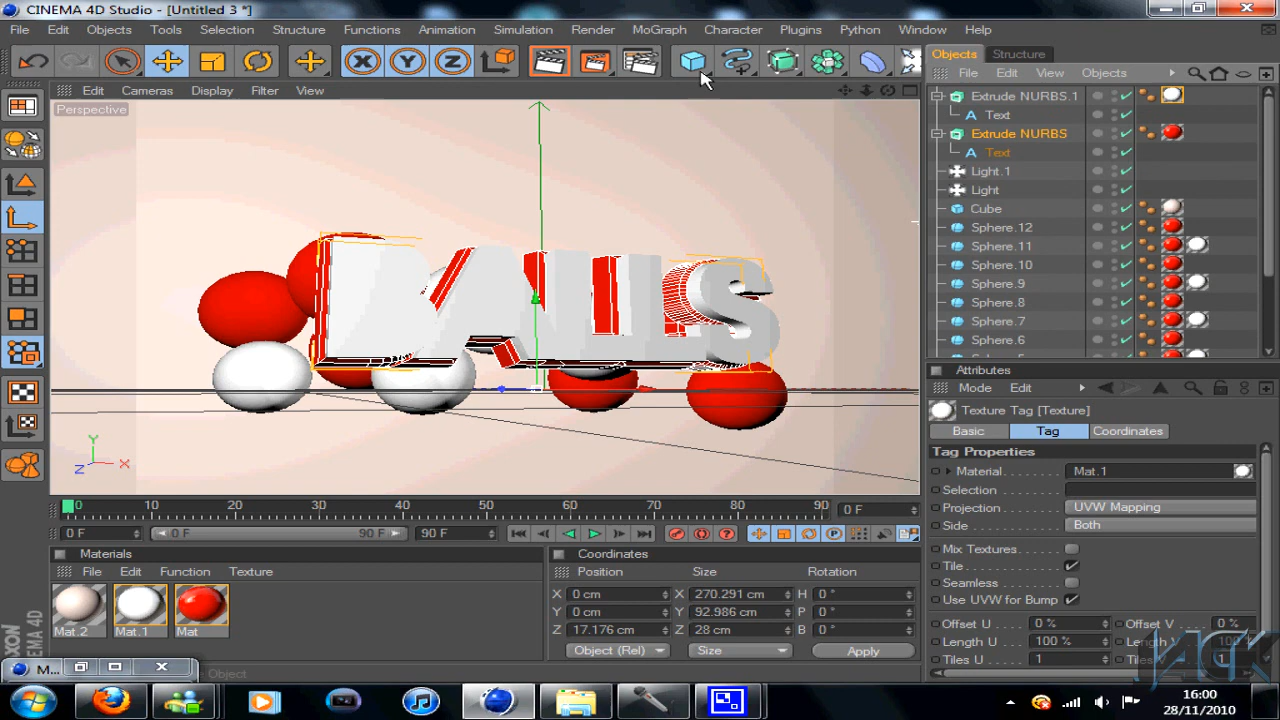 CINEMA 4D Studio - [Untitled 3 *]
File Edit Objects Tools Selection Structure Functions Animation Simulation Render MoGraph Character Plugins Python Window Help
X Y Z
Objects Structure
File Edit View Objects
Edit Cameras Display Filter View
Perspective
Extrude NURBS.1
A Text
Extrude NURBS
A Text
Light.1
Light
Cube
Sphere.12
Sphere.11
Sphere.10
Sphere.9
Sphere.8
Sphere.7
Sphere.6
BALLS
Y
Z X
Attributes
Mode Edit
Texture Tag [Texture]
Basic Tag Coordinates
Tag Properties
Material Mat.1
Selection
Projection UVW Mapping
Side Both
Mix Textures
Tile
Seamless
Use UVW for Bump
Offset U 0 % Offset V 0 %
Length U 100 % Length V
Tiles U 1 Tiles
0 10 20 30 40 50 60 70 80 90 0 F
0 F 0 F 90 F 90 F
Materials
File Edit Function Texture
Mat.2 Mat.1 Mat
Coordinates
Position Size Rotation
X 0 cm X 270.291 cm H 0 °
Y 0 cm Y 92.986 cm P 0 °
Z 17.176 cm Z 28 cm B 0 °
Object (Rel) Size Apply
MAXON CINEMA 4D
M...
Object
JACK
16:00
28/11/2010